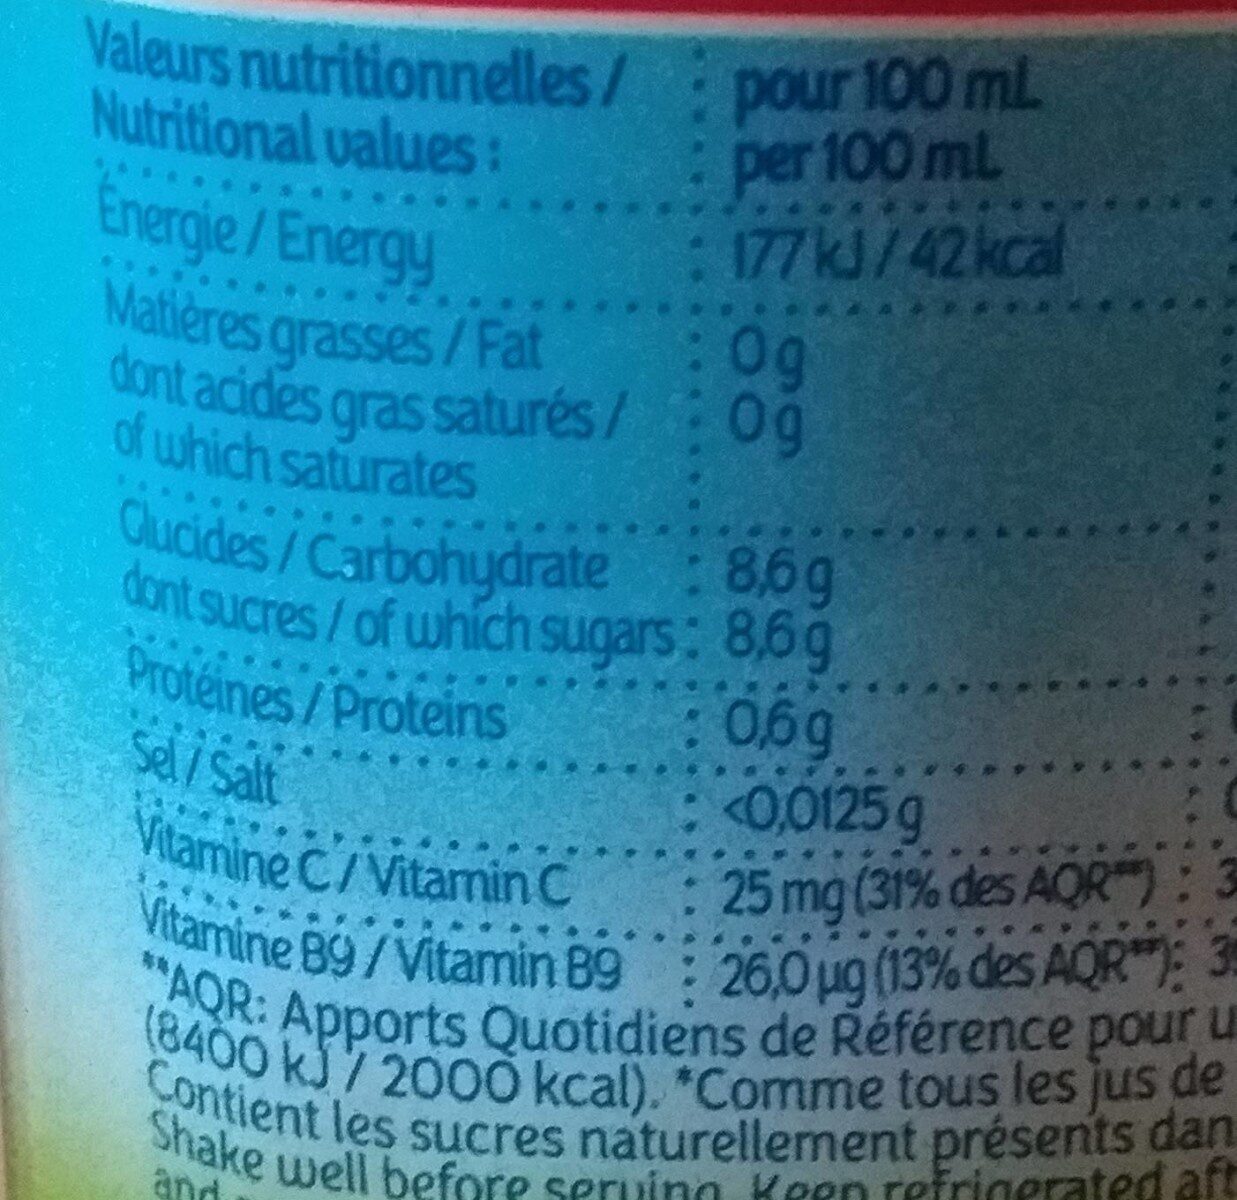 Valeurs nutritionnelles / pour 100 mL
Nutritional values : per 100 mL
Énergie / Energy 177 kJ / 42 kcal
Matières grasses / Fat 0 g
dont acides gras saturés / 0 g
of which saturates
Glucides / Carbohydrate 8,6 g
dont sucres / of which sugars 8,6 g
Protéines / Proteins 0,6 g
Sel / Salt <0,0125 g
Vitamine C / Vitamin C 25 mg (31% des AQR**)
Vitamine B9 / Vitamin B9 26,0 µg (13% des AQR**)
**AQR: Apports Quotidiens de Référence pour
(8400 kJ / 2000 kcal). *Comme tous les jus de
Contient les sucres naturellement présents
Shake well before serving. Keep refrigerated
and